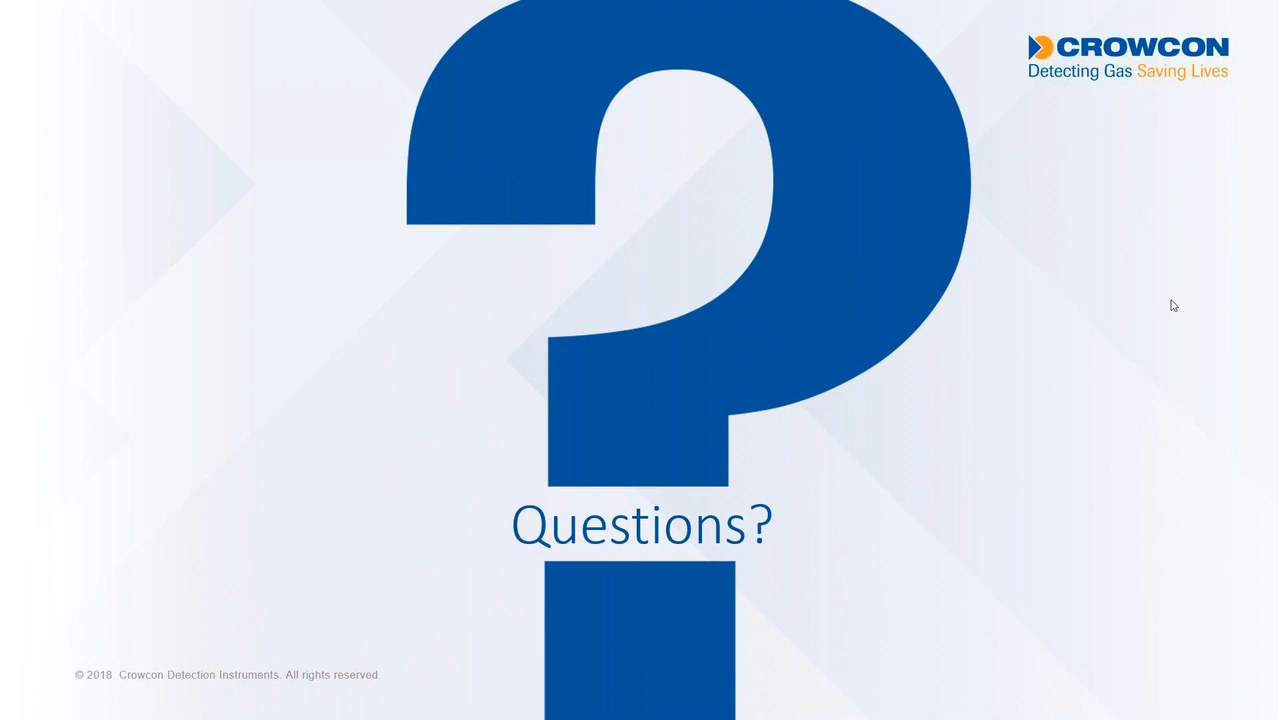 CROWCON
Detecting Gas Saving Lives
?
Questions?
© 2018 Crowcon Detection Instruments. All rights reserved.